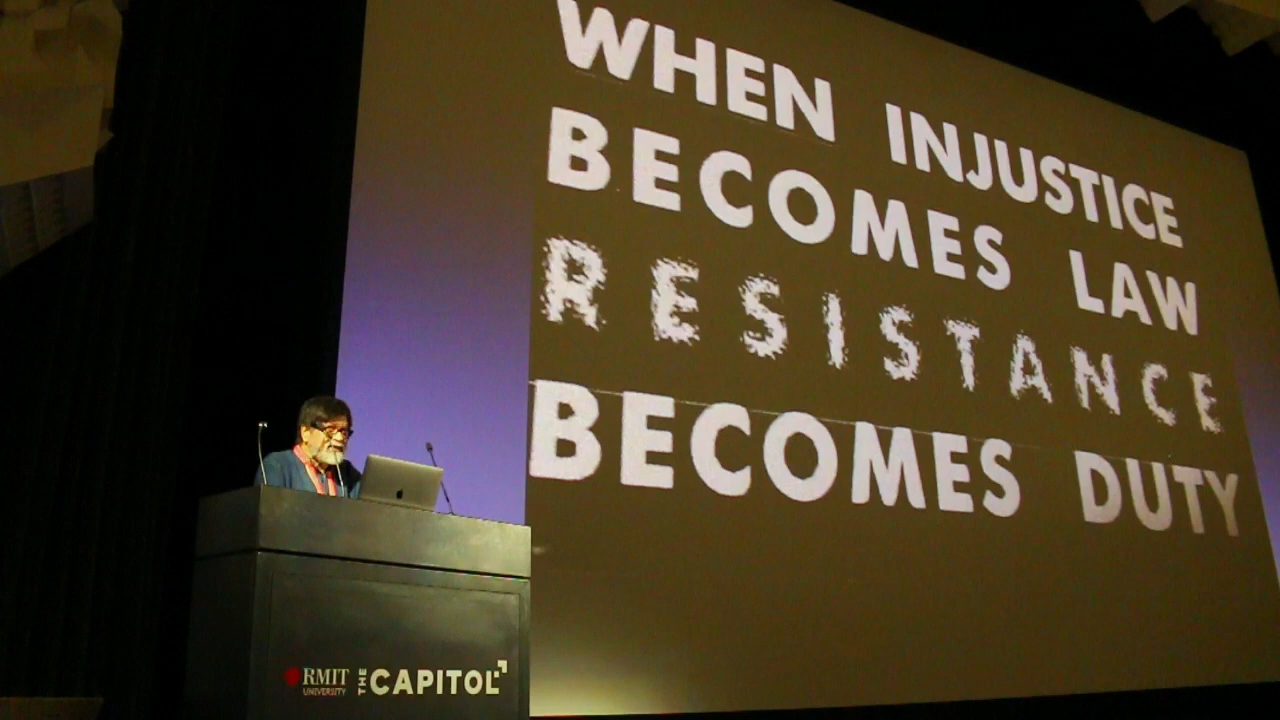 WHEN INJUSTICE
BECOMES LAW
RESISTANCE
BECOMES DUTY
RMIT
UNIVERSITY
THE CAPITOL